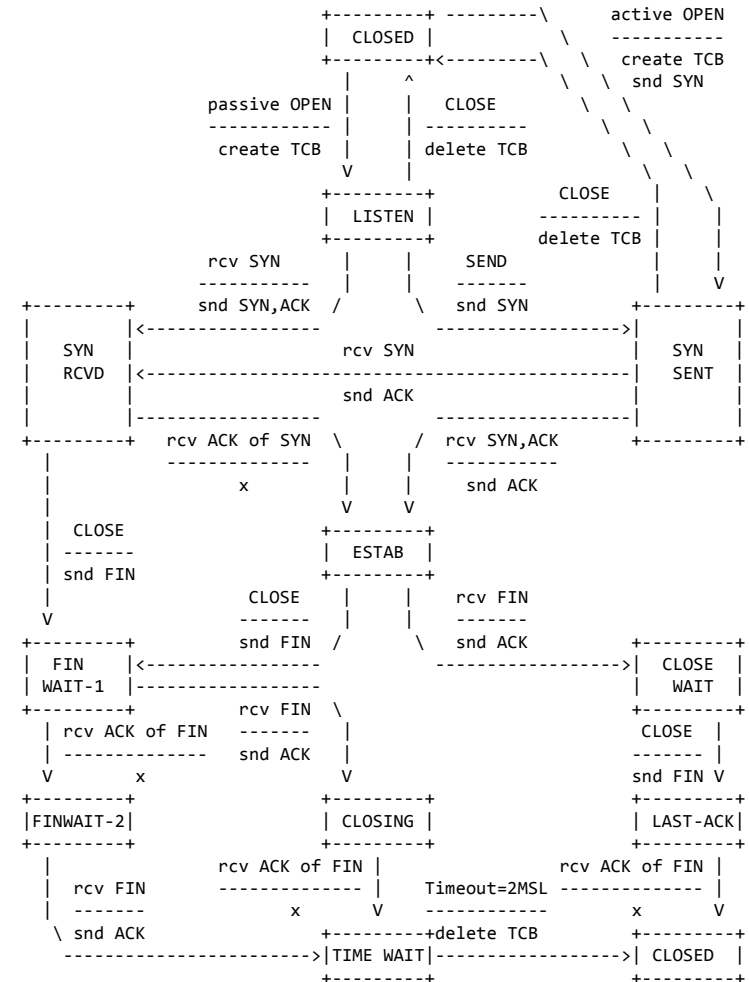 active OPEN
CLOSED
create TCB
snd SYN
passive OPEN CLOSE
create TCB delete TCB
CLOSE
LISTEN
delete TCB
rcv SYN SEND
snd SYN,ACK snd SYN
SYN rcv SYN SYN
RCVD SENT
snd ACK
rcv ACK of SYN rcv SYN,ACK
x snd ACK
CLOSE
ESTAB
snd FIN
CLOSE rcv FIN
snd FIN snd ACK
FIN CLOSE
WAIT-1 WAIT
rcv FIN
rcv ACK of FIN CLOSE
snd ACK
x snd FIN
FINWAIT-2 CLOSING LAST-ACK
rcv ACK of FIN rcv ACK of FIN
rcv FIN Timeout=2MSL
x x
snd ACK delete TCB
TIME WAIT CLOSED